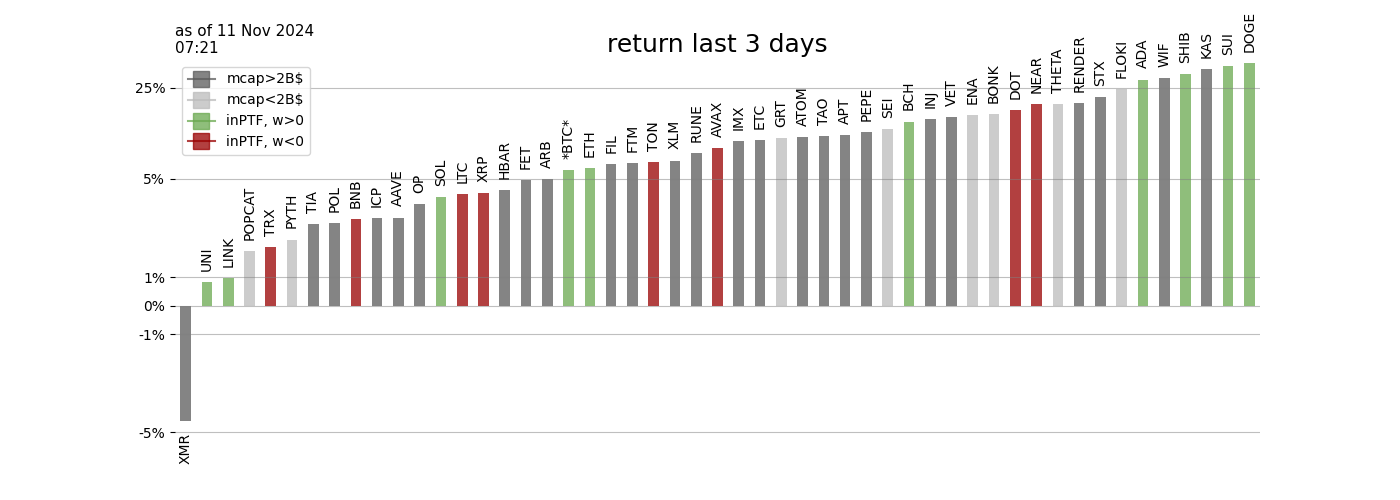 as of 11 Nov 2024
07:21
return last 3 days
mcap>2B$
mcap<2B$
inPTF, w>0
inPTF, w<0
25%
5%
1%
0%
-1%
-5%
XMR
UNI
LINK
POPCAT
TRX
PYTH
TIA
POL
BNB
ICP
AAVE
OP
SOL
LTC
XRP
HBAR
FET
ARB
*BTC*
ETH
FIL
FTM
TON
XLM
RUNE
AVAX
IMX
ETC
GRT
ATOM
TAO
APT
PEPE
SEI
BCH
INJ
VET
ENA
BONK
DOT
NEAR
THETA
RENDER
STX
FLOKI
ADA
WIF
SHIB
KAS
SUI
DOGE